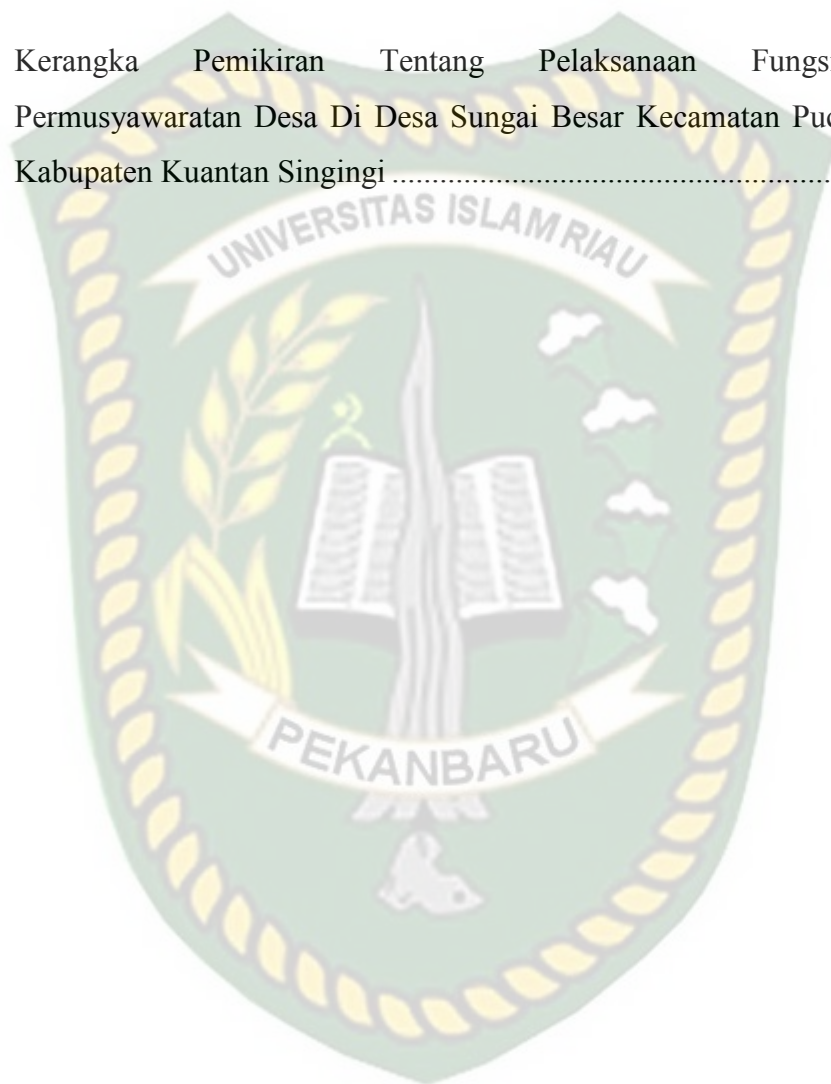 Kerangka Pemikiran Tentang Pelaksanaan
Permusyawaratan Desa Di Desa Sungai Besar Kecamatan
Kabupaten Kuantan Singingi ....................................................................
UNIVERSITAS ISLAM RIAU
PEKANBARU